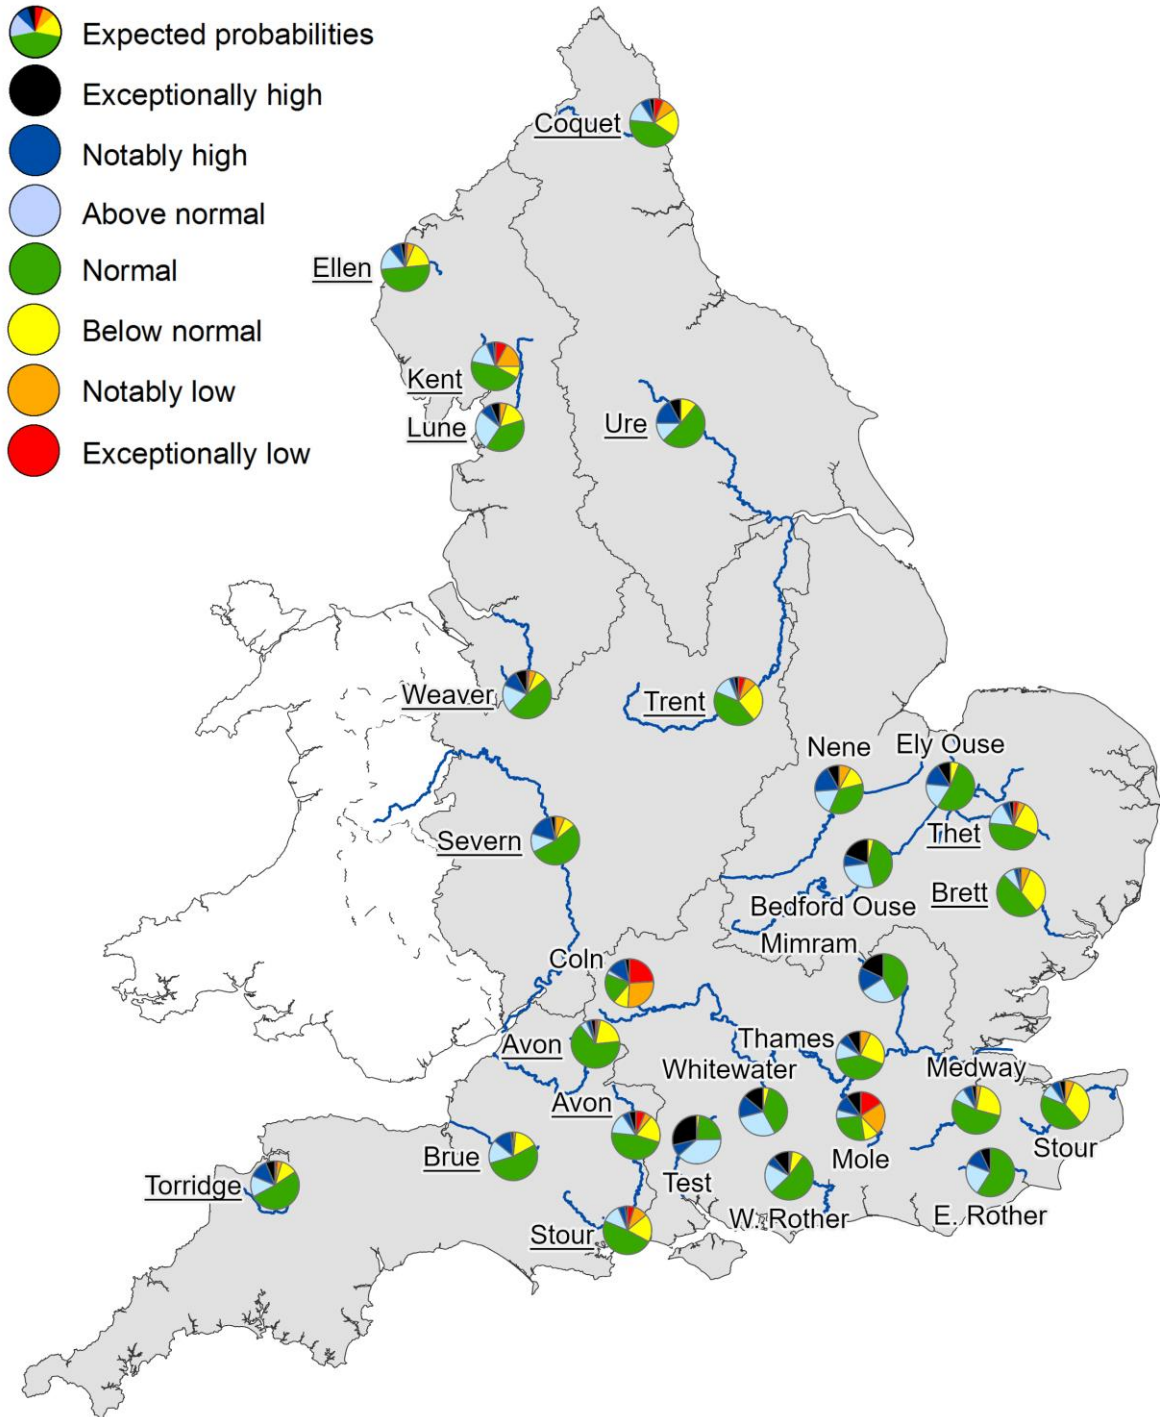 Expected probabilities
Exceptionally high
Notably high
Above normal
Normal
Below normal
Notably low
Exceptionally low
Coquet
Ellen
Kent
Lune
Ure
Weaver
Trent
Nene
Ely Ouse
Thet
Severn
Bedford Ouse
Brett
Mimram
Coln
Thames
Avon
Whitewater
Medway
Avon
Brue
Test
Mole
Stour
Torridge
W. Rother
E. Rother
Stour